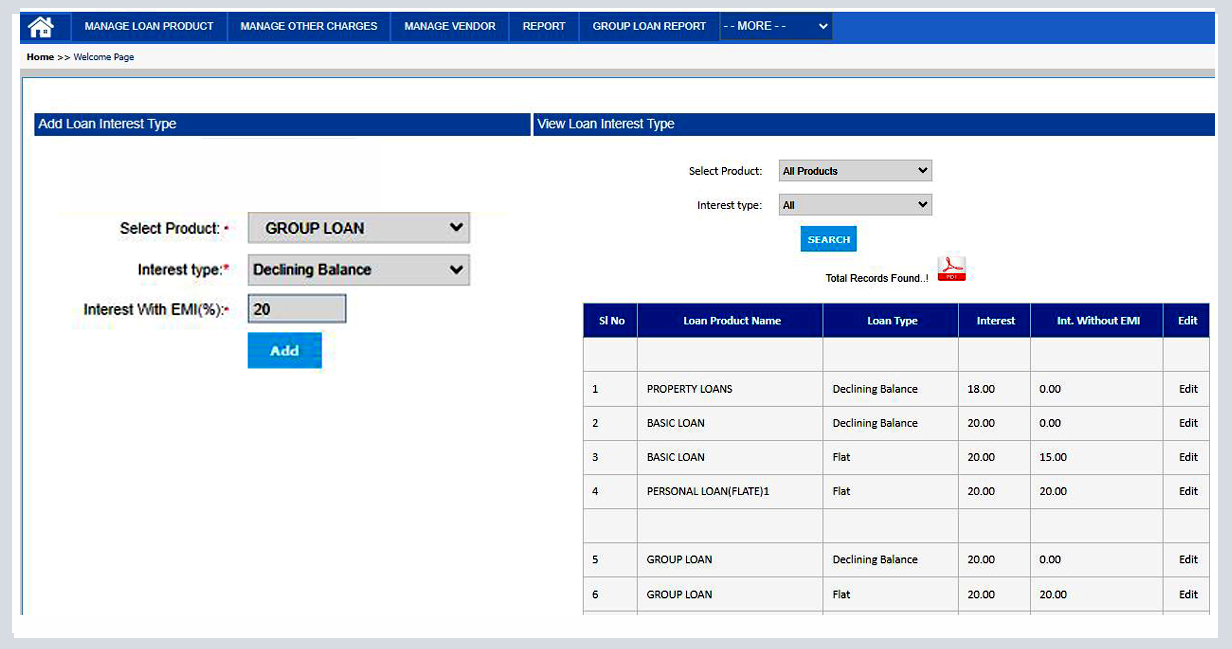 MANAGE LOAN PRODUCT MANAGE OTHER CHARGES MANAGE VENDOR REPORT GROUP LOAN REPORT - - MORE - -
Home >> Welcome Page
Add Loan Interest Type
Select Product: *
GROUP LOAN
Interest type:*
Declining Balance
Interest With EMI(%):*
20
Add
View Loan Interest Type
Select Product:
All Products
Interest type:
All
SEARCH
Total Records Found..!
Sl No Loan Product Name Loan Type Interest Int. Without EMI Edit
1 PROPERTY LOANS Declining Balance 18.00 0.00 Edit
2 BASIC LOAN Declining Balance 20.00 0.00 Edit
3 BASIC LOAN Flat 20.00 15.00 Edit
4 PERSONAL LOAN(FLATE)1 Flat 20.00 20.00 Edit
5 GROUP LOAN Declining Balance 20.00 0.00 Edit
6 GROUP LOAN Flat 20.00 20.00 Edit